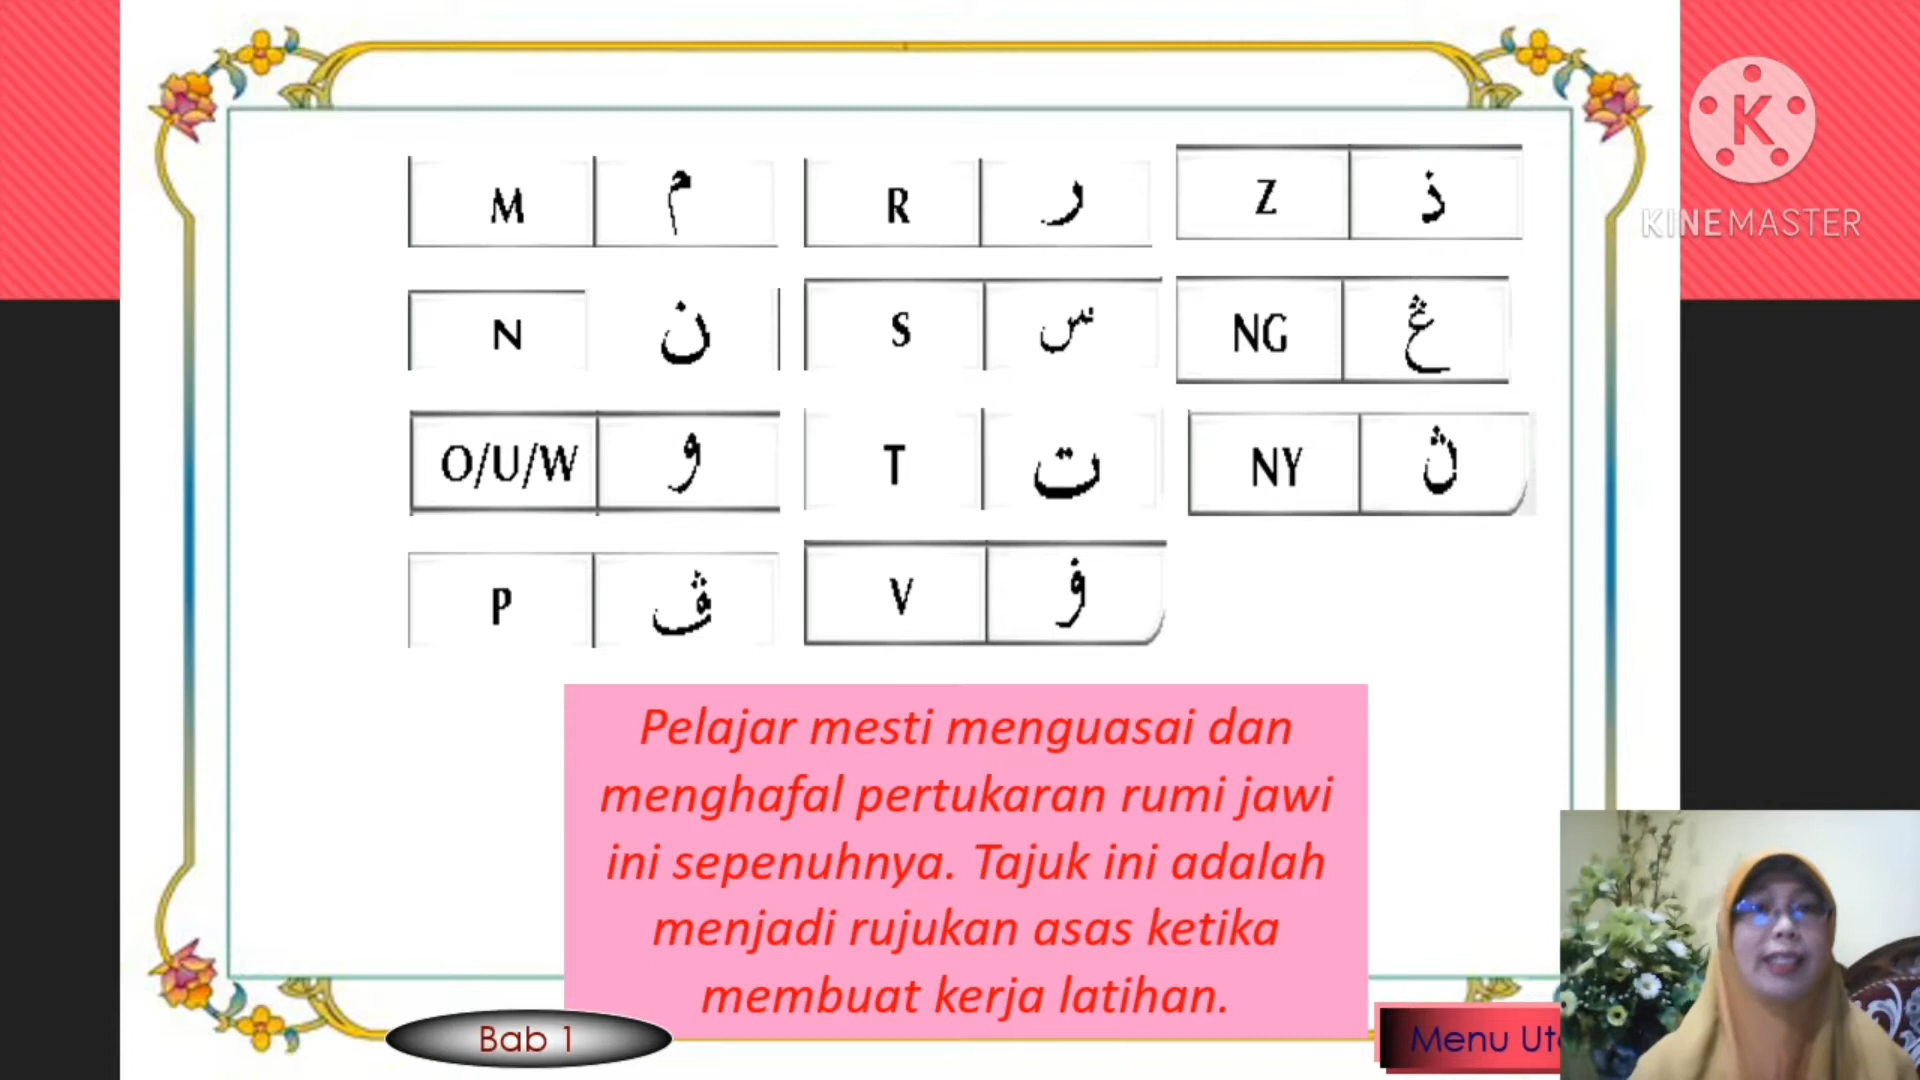 M م R ر Z ذ
N ن S س NG ڠ
O/U/W و T ت NY ڽ
P ڤ V ۏ
Pelajar mesti menguasai dan
menghafal pertukaran rumi jawi
ini sepenuhnya. Tajuk ini adalah
menjadi rujukan asas ketika
membuat kerja latihan.
Bab 1
Menu
K
KINEMASTER